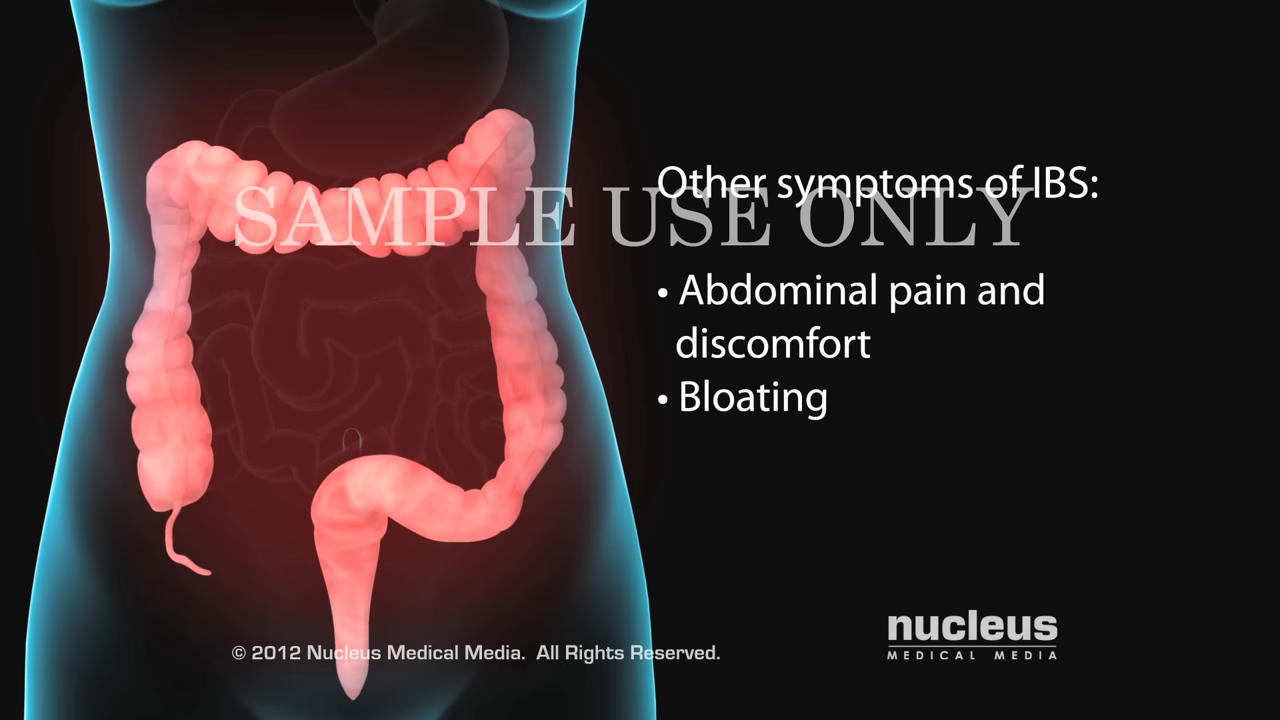 Other symptoms of IBS:
SAMPLE USE ONLY
• Abdominal pain and
discomfort
• Bloating
nucleus
MEDICAL MEDIA
© 2012 Nucleus Medical Media. All Rights Reserved.